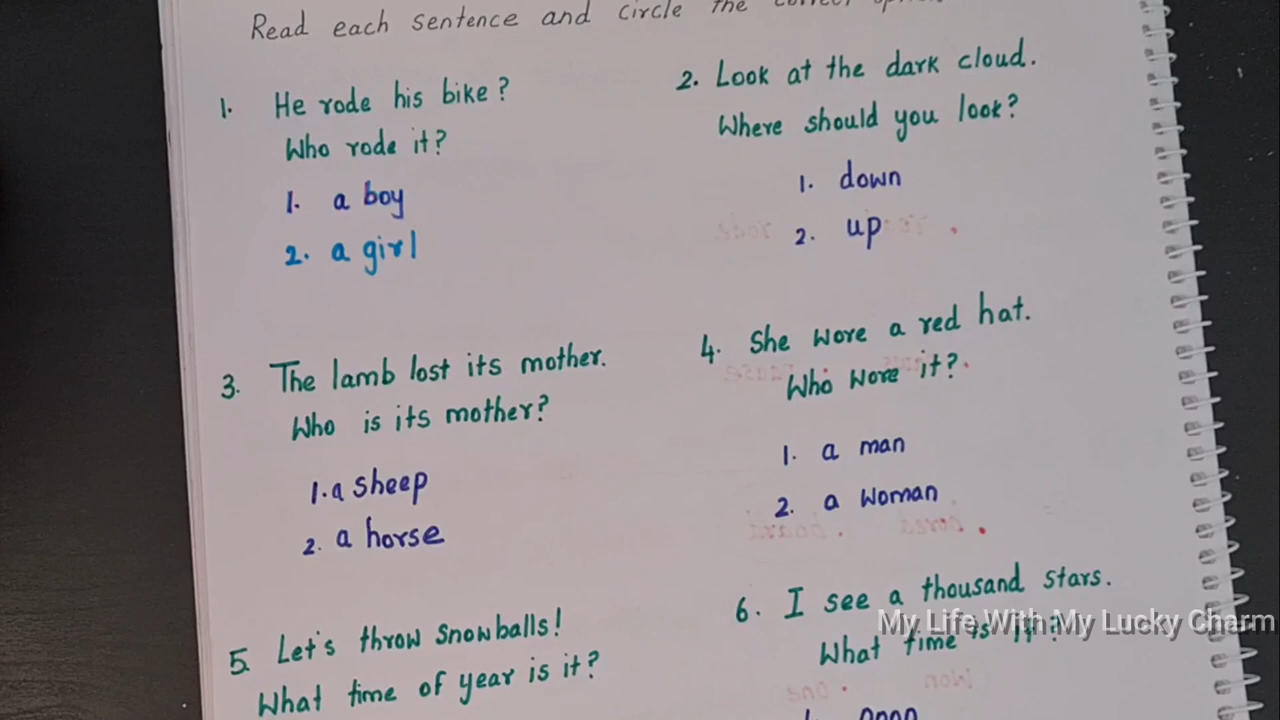 Read each sentence and circle the correct
1. He rode his bike?
Who rode it?
1. a boy
2. a girl
2. Look at the dark cloud.
Where should you look?
1. down
2. up
3. The lamb lost its mother.
Who is its mother?
1. a sheep
2. a horse
4. She wore a red hat.
Who wore it?
1. a man
2. a woman
5. Let's throw snowballs!
What time of year is it?
6. I see a thousand stars.
What time is it?
My Life With My Lucky Charm